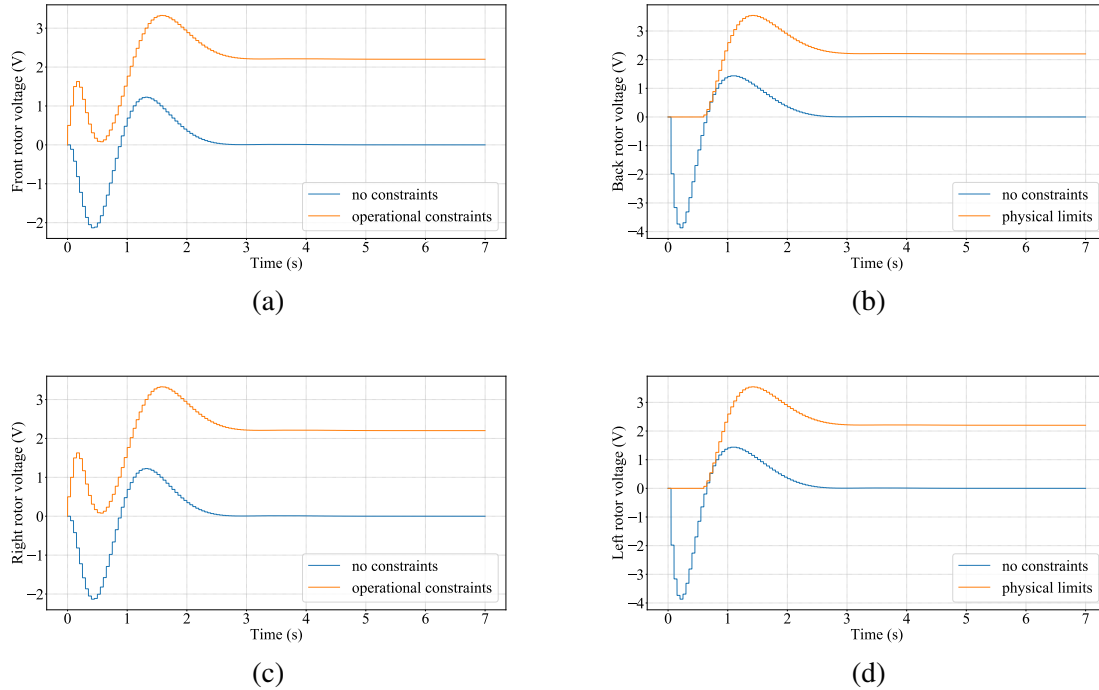 Front rotor voltage (V)
3
2
1
0
−1
−2
no constraints
operational constraints
0 1 2 3 4 5 6 7
Time (s)
(a)
Back rotor voltage (V)
3
2
1
0
−1
−2
−3
−4
no constraints
physical limits
0 1 2 3 4 5 6 7
Time (s)
(b)
Right rotor voltage (V)
3
2
1
0
−1
−2
no constraints
operational constraints
0 1 2 3 4 5 6 7
Time (s)
(c)
Left rotor voltage (V)
3
2
1
0
−1
−2
−3
−4
no constraints
physical limits
0 1 2 3 4 5 6 7
Time (s)
(d)